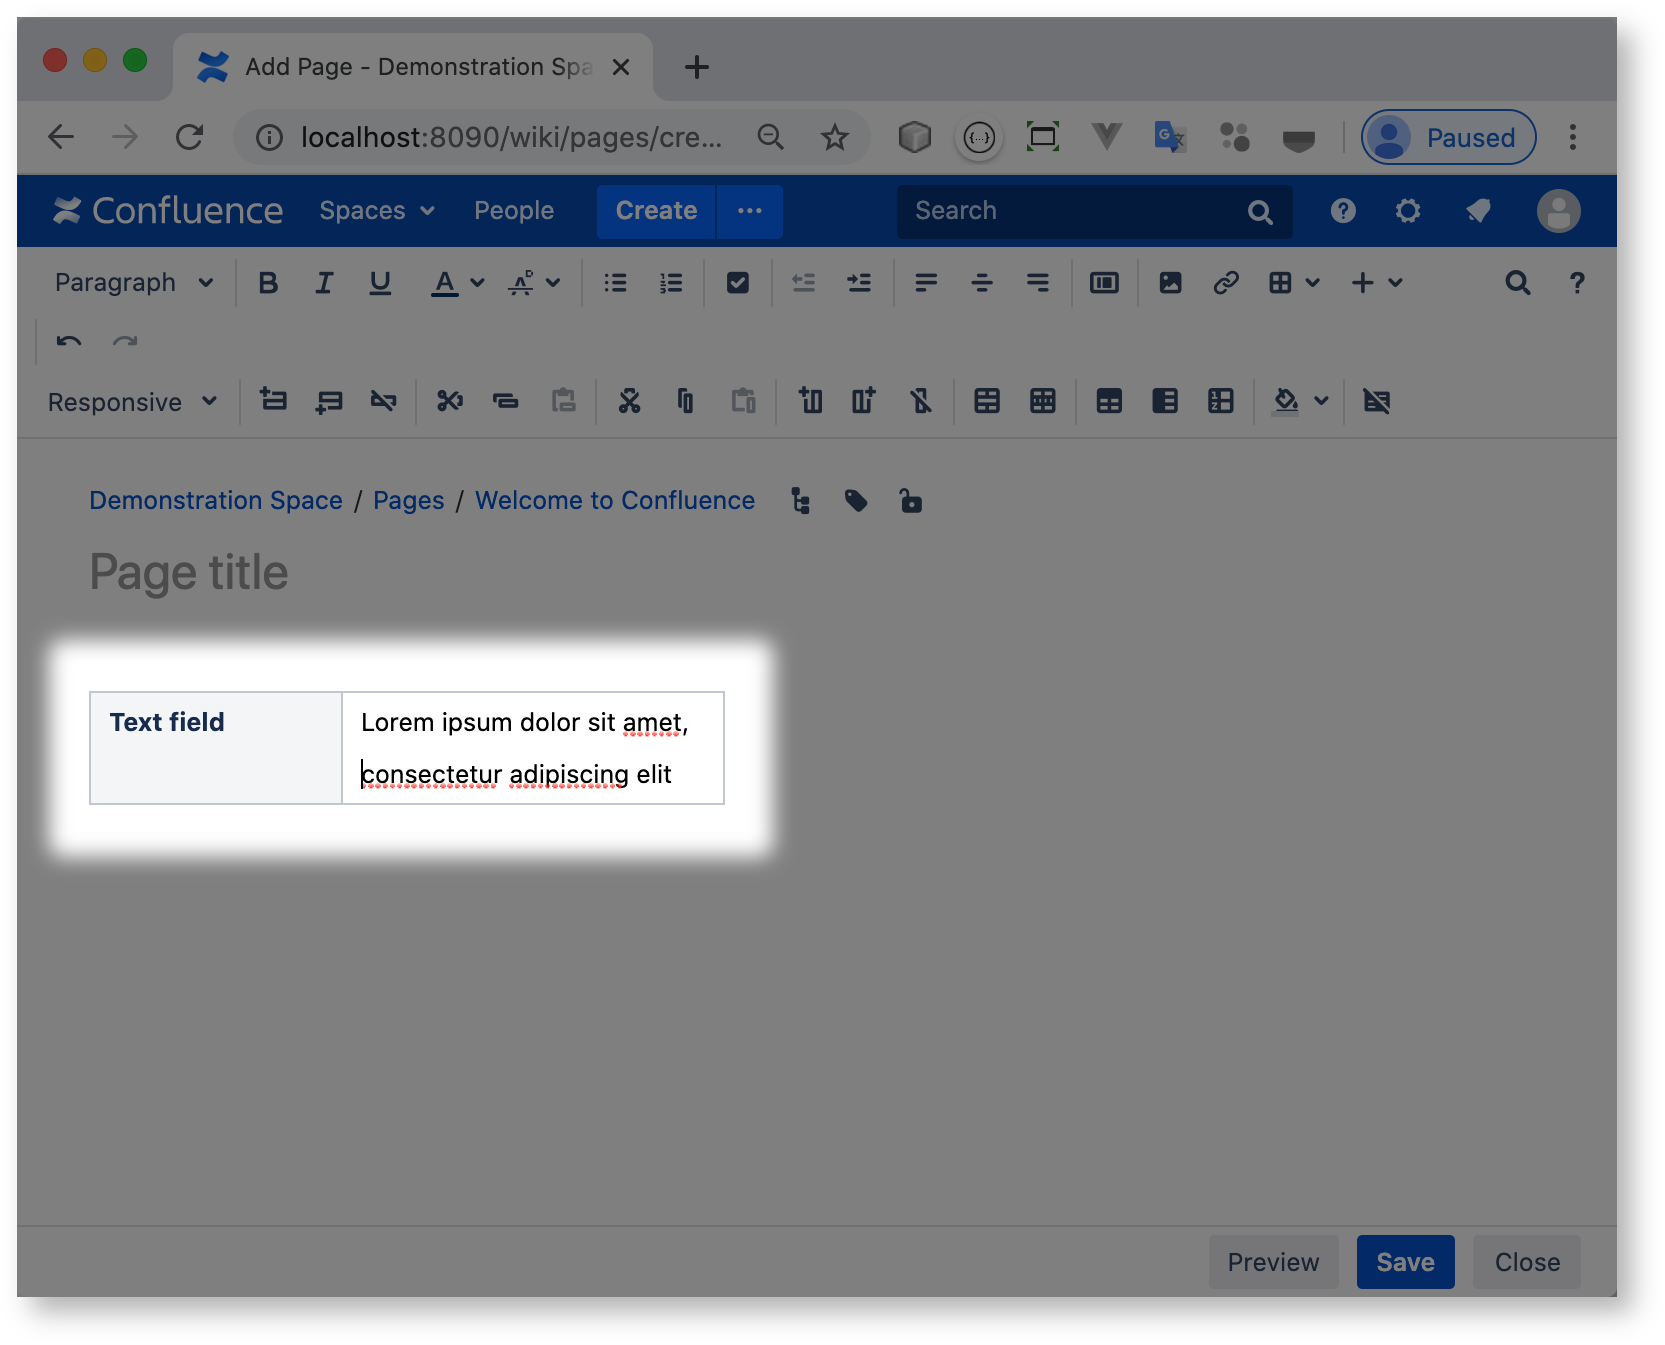 Add Page - Demonstration Spa
localhost:8090/wiki/pages/cre...
Paused
Confluence Spaces People Create Search
Paragraph
Responsive
Demonstration Space / Pages / Welcome to Confluence
Page title
Text field
Lorem ipsum dolor sit amet,
consectetur adipiscing elit
Preview Save Close